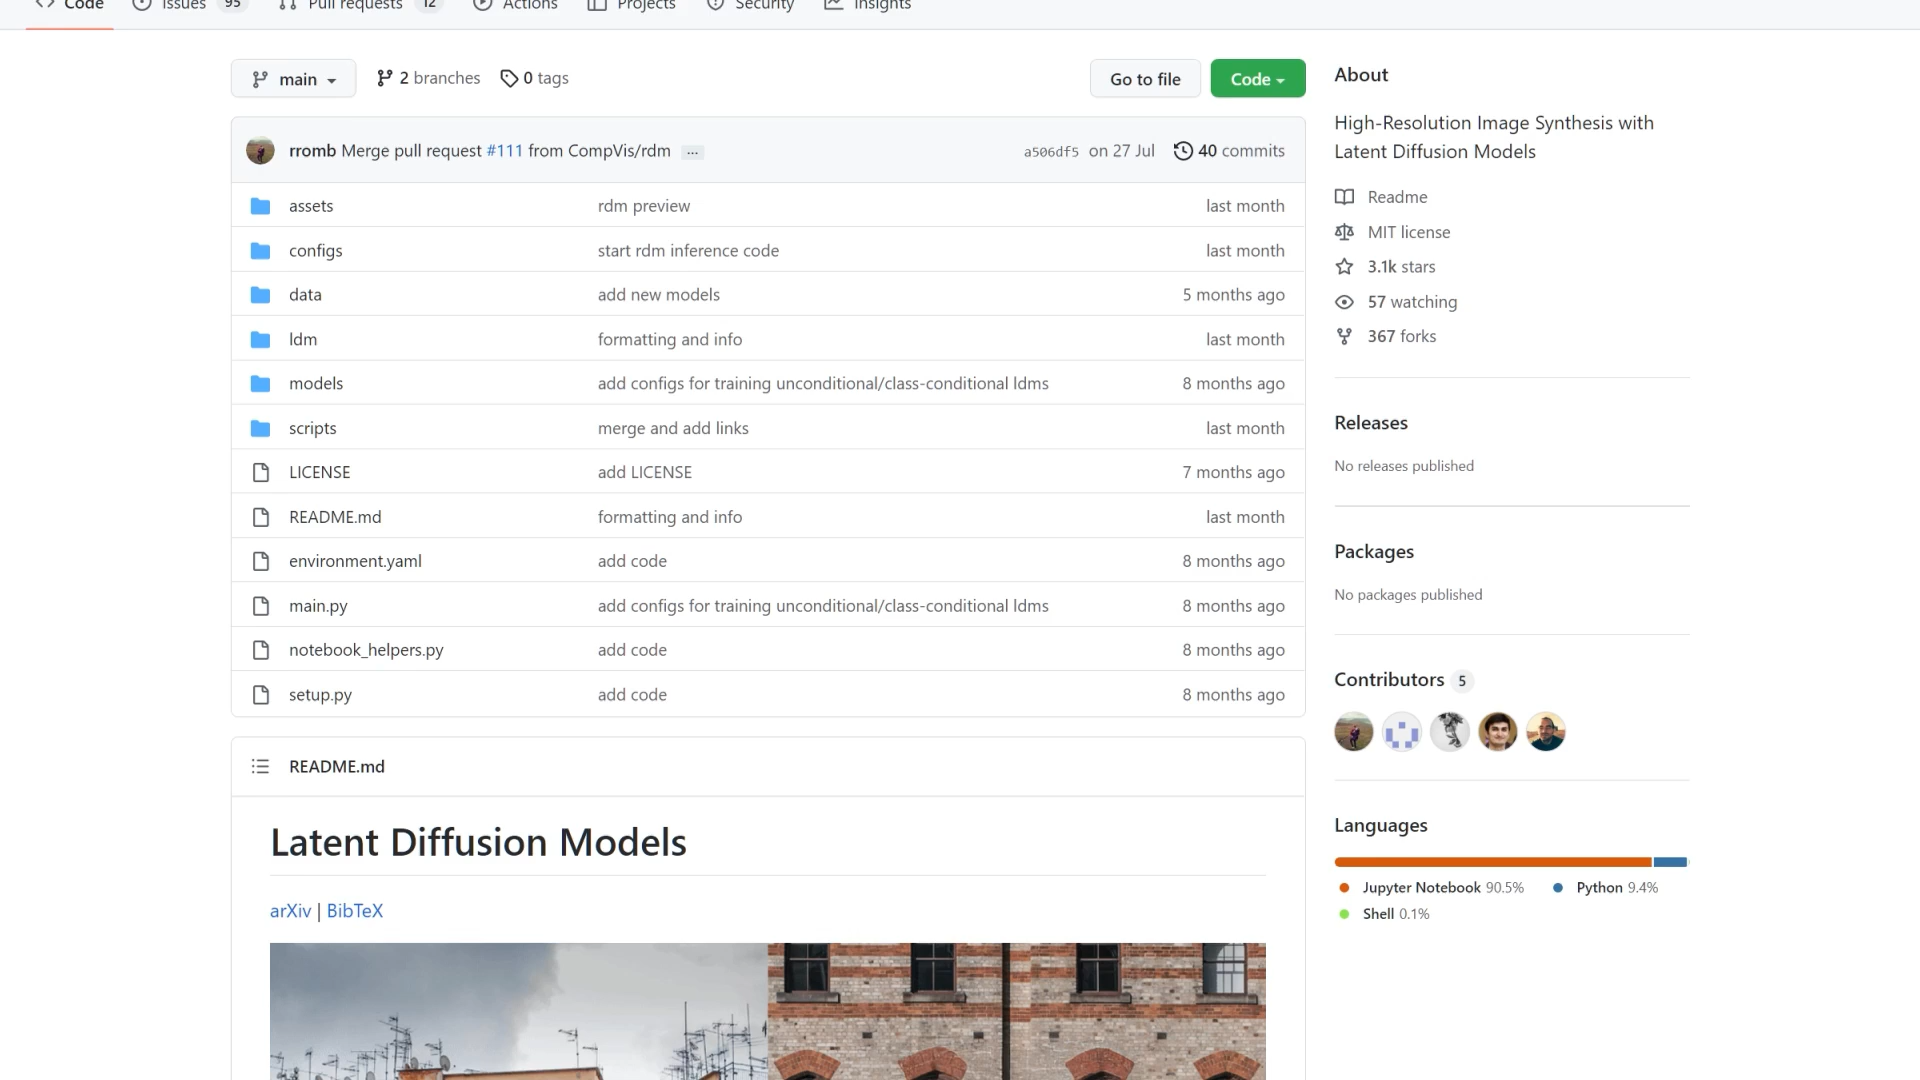 Code Issues 95 Pull requests 12 Actions Projects Security Insights
main 2 branches 0 tags Go to file Code
rromb Merge pull request #111 from CompVis/rdm ... a506df5 on 27 Jul 40 commits
assets rdm preview last month
configs start rdm inference code last month
data add new models 5 months ago
ldm formatting and info last month
models add configs for training unconditional/class-conditional ldms 8 months ago
scripts merge and add links last month
LICENSE add LICENSE 7 months ago
README.md formatting and info last month
environment.yaml add code 8 months ago
main.py add configs for training unconditional/class-conditional ldms 8 months ago
notebook_helpers.py add code 8 months ago
setup.py add code 8 months ago
README.md
Latent Diffusion Models
arXiv | BibTeX
About
High-Resolution Image Synthesis with
Latent Diffusion Models
Readme
MIT license
3.1k stars
57 watching
367 forks
Releases
No releases published
Packages
No packages published
Contributors 5
Languages
Jupyter Notebook 90.5% Python 9.4%
Shell 0.1%